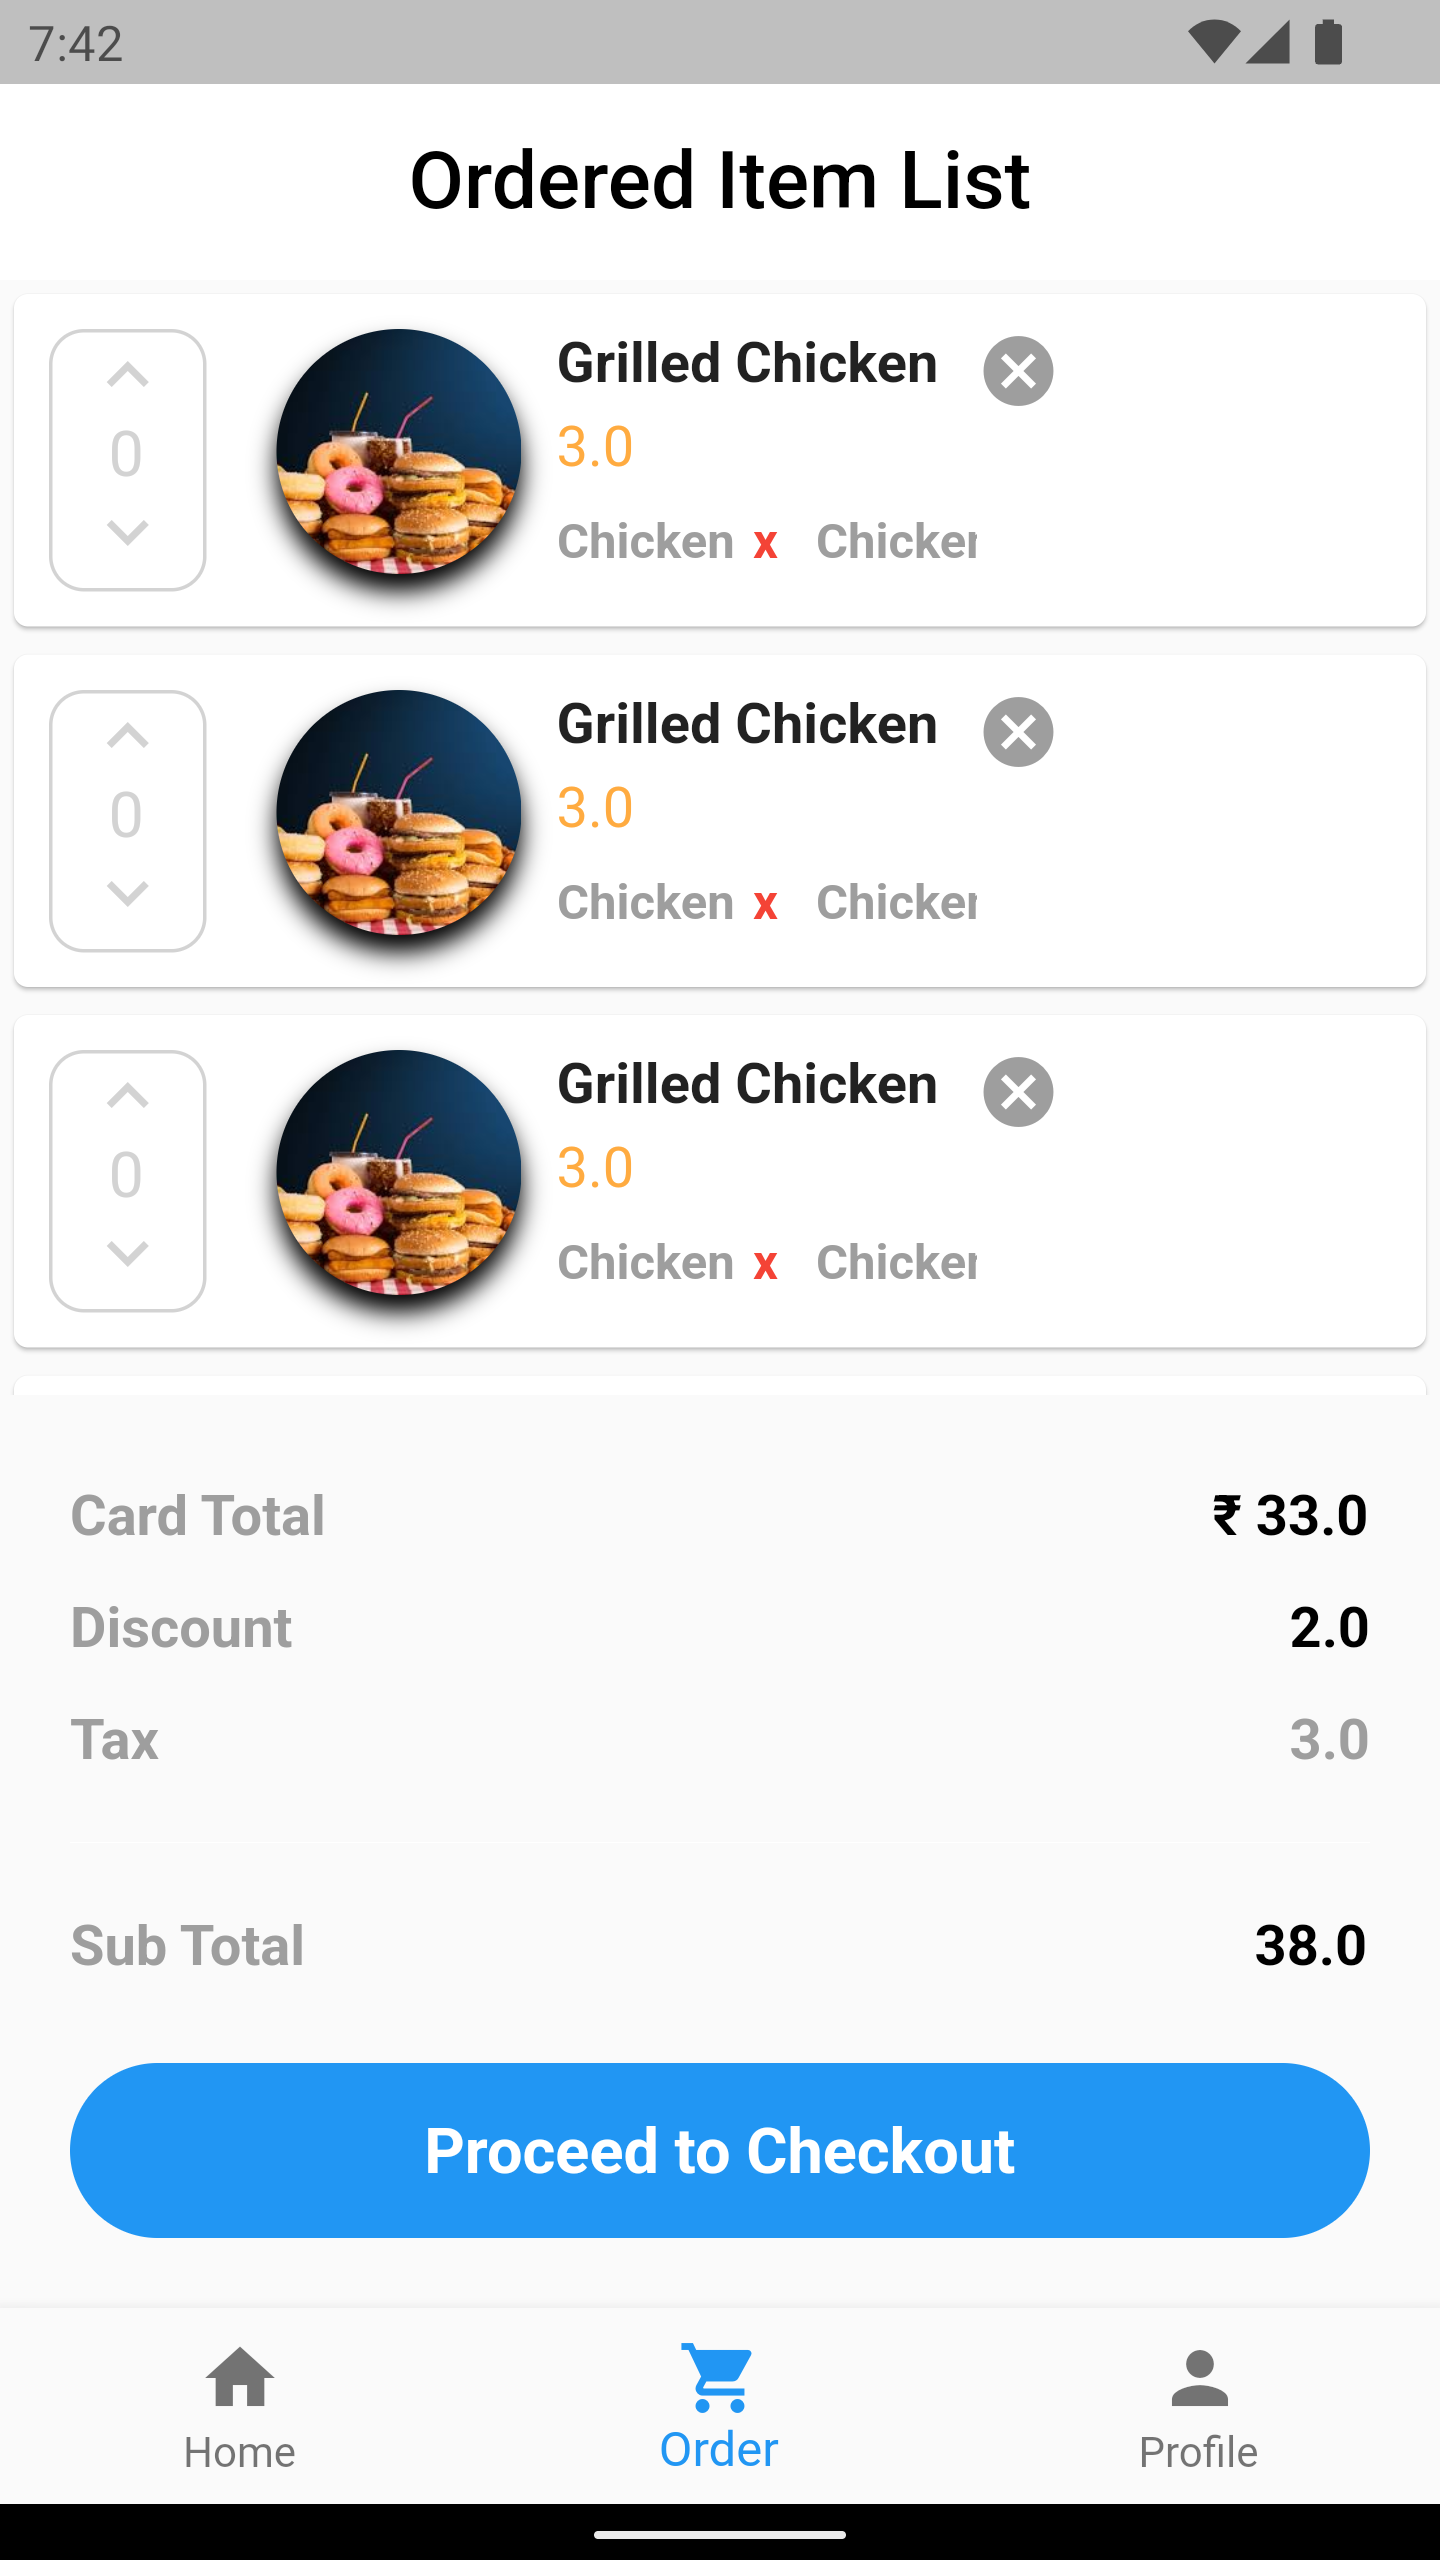 7:42
Ordered Item List
Grilled Chicken
3.0
0
Chicken x Chicken
Grilled Chicken
3.0
0
Chicken x Chicken
Grilled Chicken
3.0
0
Chicken x Chicken
Card Total ₹ 33.0
Discount 2.0
Tax 3.0
Sub Total 38.0
Proceed to Checkout
Home Order Profile